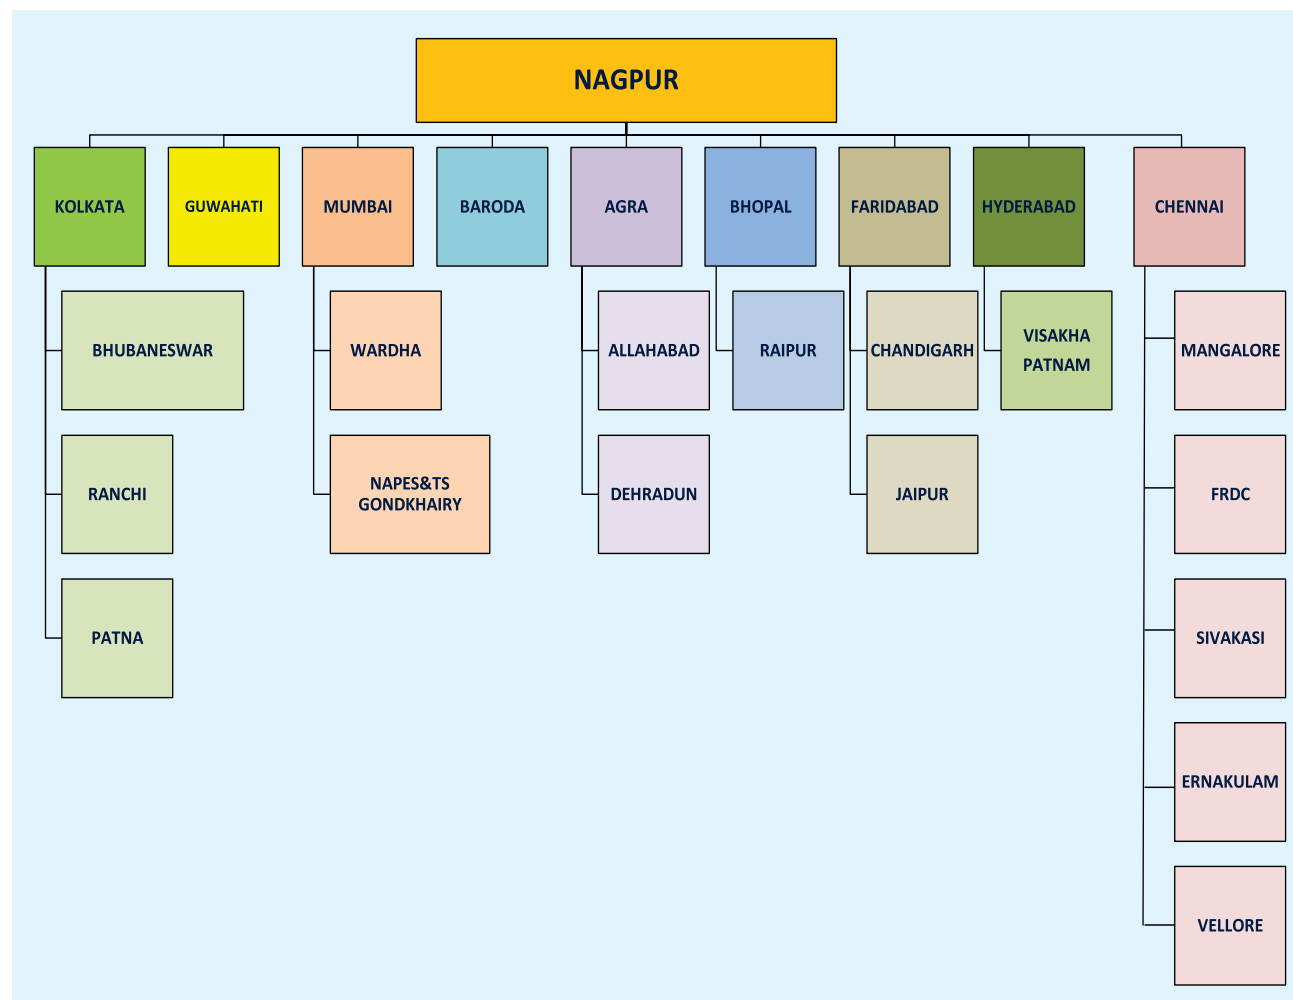 NAGPUR
KOLKATA
GUWAHATI
MUMBAI
BARODA
AGRA
BHOPAL
FARIDABAD
HYDERABAD
CHENNAI
BHUBANESWAR
WARDHA
ALLAHABAD
RAIPUR
CHANDIGARH
VISAKHA
PATNAM
MANGALORE
RANCHI
NAPES&TS
GONDKHAIRY
DEHRADUN
JAIPUR
FRDC
PATNA
SIVAKASI
ERNAKULAM
VELLORE